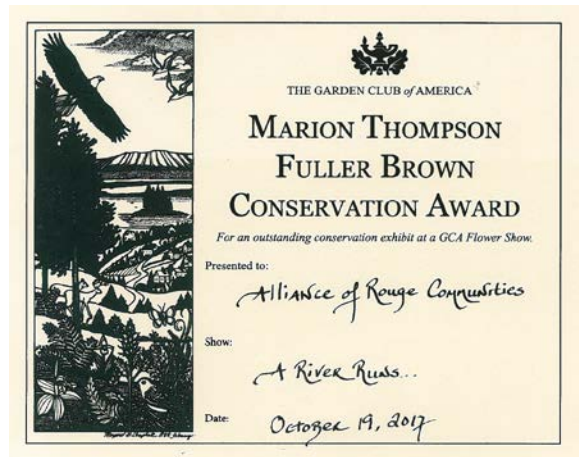 THE GARDEN CLUB of AMERICA
MARION THOMPSON
FULLER BROWN
CONSERVATION AWARD
For an outstanding conservation exhibit at a GCA Flower Show.
Presented to:
Alliance of Rouge Communities
Show:
A River Runs...
Date:
October 19, 2017